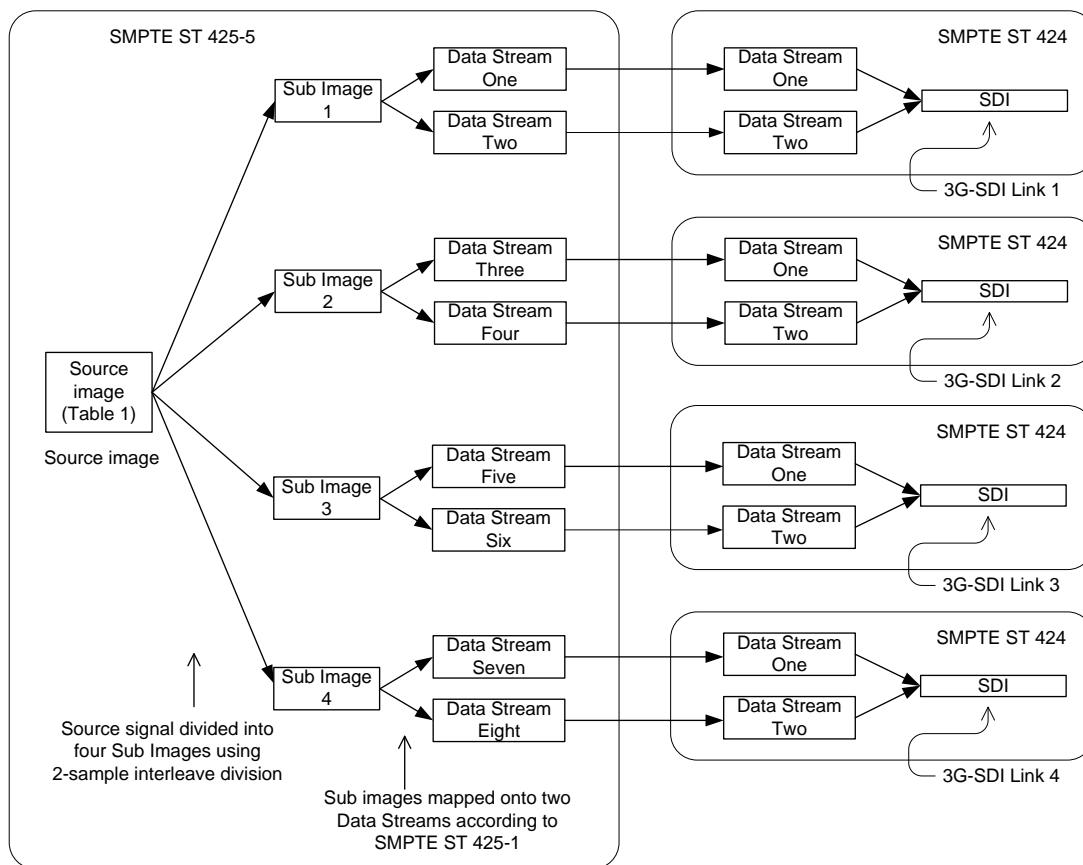 SMPTE ST 425-5
SMPTE ST 424
Sub Image
1
Data Stream
One
Data Stream
Two
Data Stream
One
Data Stream
Two
SDI
3G-SDI Link 1
SMPTE ST 424
Sub Image
2
Data Stream
Three
Data Stream
Four
Data Stream
One
Data Stream
Two
SDI
3G-SDI Link 2
Source
image
(Table 1)
Source image
SMPTE ST 424
Sub Image
3
Data Stream
Five
Data Stream
Six
Data Stream
One
Data Stream
Two
SDI
3G-SDI Link 3
SMPTE ST 424
Sub Image
4
Data Stream
Seven
Data Stream
Eight
Data Stream
One
Data Stream
Two
SDI
3G-SDI Link 4
Source signal divided into
four Sub Images using
2-sample interleave division
Sub images mapped onto two
Data Streams according to
SMPTE ST 425-1